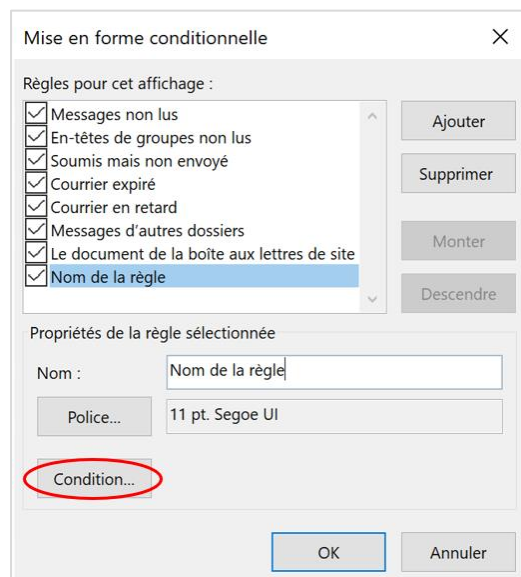 Mise en forme conditionnelle
Règles pour cet affichage :
Messages non lus
En-têtes de groupes non lus
Soumis mais non envoyé
Courrier expiré
Courrier en retard
Messages d'autres dossiers
Le document de la boîte aux lettres de site
Nom de la règle
Ajouter
Supprimer
Monter
Descendre
Propriétés de la règle sélectionnée
Nom :
Nom de la règle
Police...
11 pt. Segoe UI
Condition...
OK
Annuler